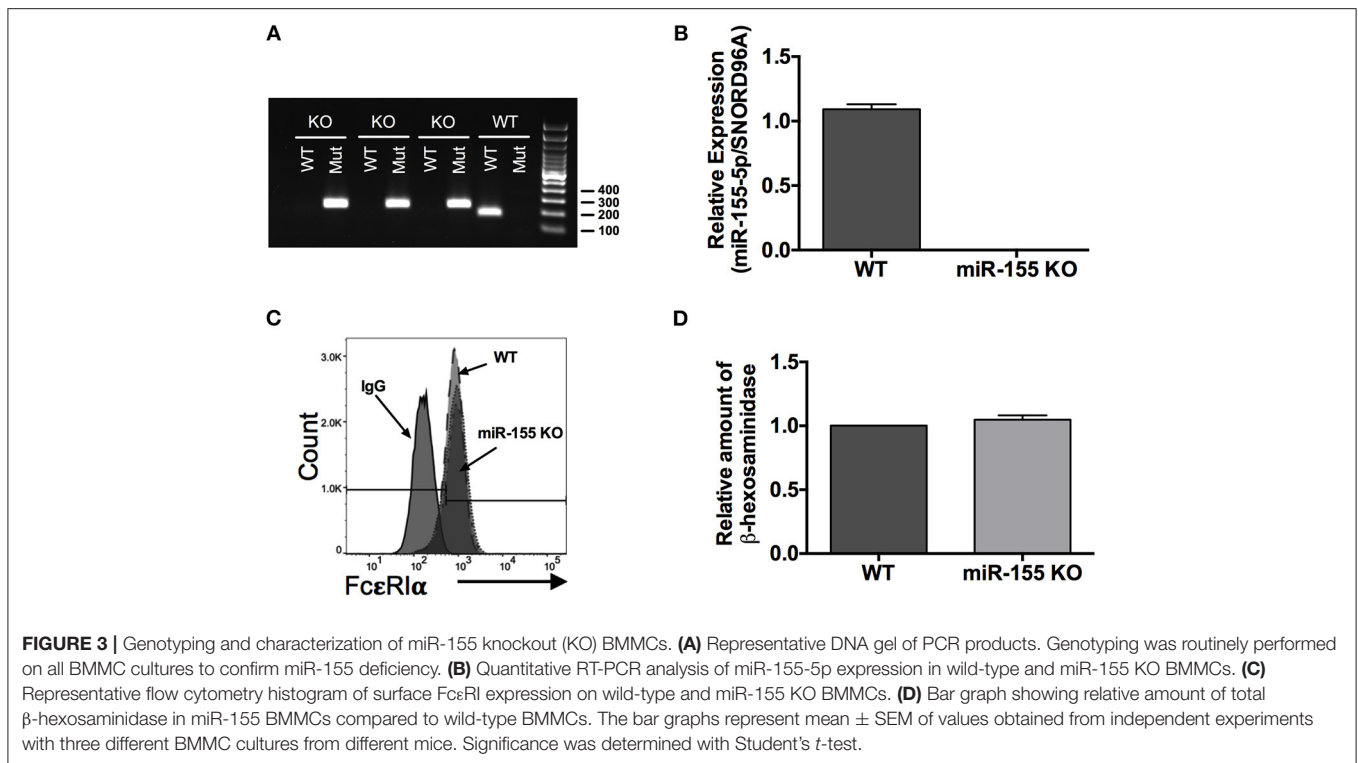 A
KO KO KO WT
WT Mut WT Mut WT Mut WT Mut
400
300
200
100
B
Relative Expression
(miR-155-5p/SNORD96A)
1.5
1.0
0.5
0.0
WT miR-155 KO
C
Count
3.0K
2.0K
1.0K
0
IgG
WT
miR-155 KO
10¹ 10² 10³ 10⁴ 10⁵
FcεRIα
D
Relative amount of
β-hexosaminidase
1.5
1.0
0.5
0.0
WT miR-155 KO
FIGURE 3 | Genotyping and characterization of miR-155 knockout (KO) BMMCs. (A) Representative DNA gel of PCR products. Genotyping was routinely performed
on all BMMC cultures to confirm miR-155 deficiency. (B) Quantitative RT-PCR analysis of miR-155-5p expression in wild-type and miR-155 KO BMMCs. (C)
Representative flow cytometry histogram of surface FcεRI expression on wild-type and miR-155 KO BMMCs. (D) Bar graph showing relative amount of total
β-hexosaminidase in miR-155 BMMCs compared to wild-type BMMCs. The bar graphs represent mean ± SEM of values obtained from independent experiments
with three different BMMC cultures from different mice. Significance was determined with Student's t-test.